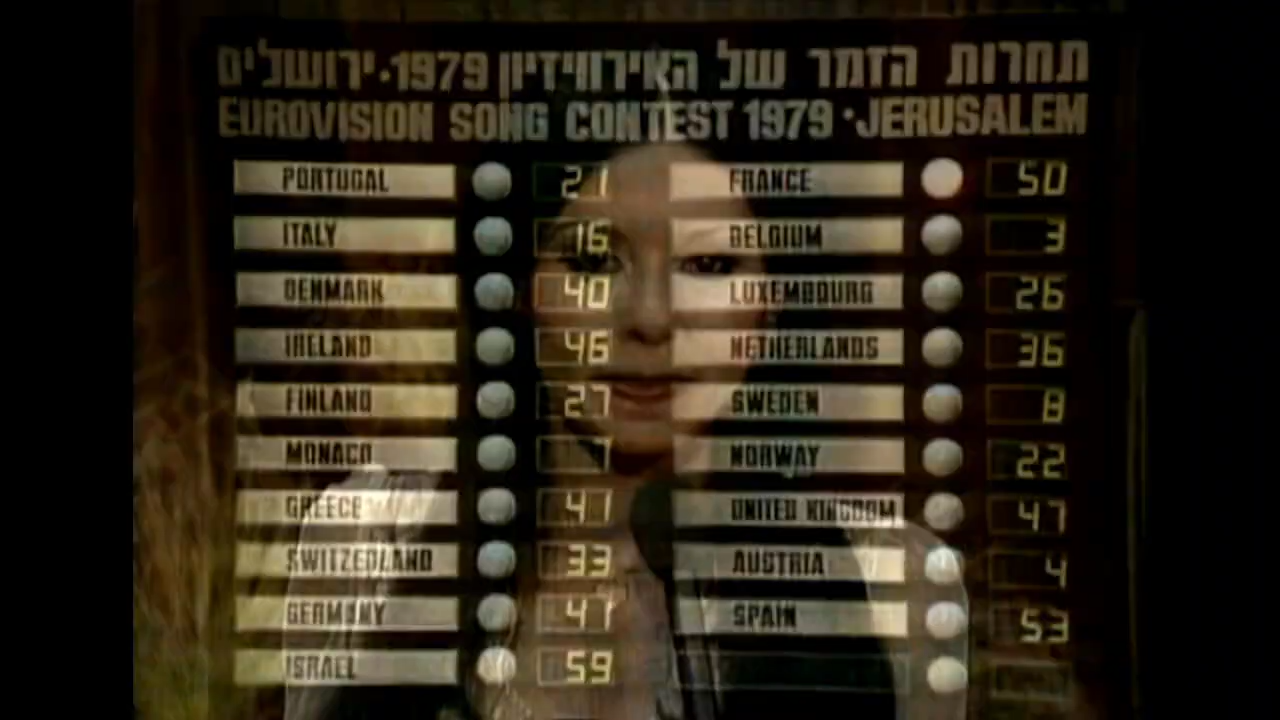 תחרות הזמר של האירוויזיון 1979 • ירושלים
EUROVISION SONG CONTEST 1979 • JERUSALEM
PORTUGAL 21 FRANCE 50
ITALY 16 BELGIUM 3
DENMARK 40 LUXEMBOURG 26
IRELAND 46 NETHERLANDS 36
FINLAND 27 SWEDEN 8
MONACO NORWAY 22
GREECE 41 UNITED KINGDOM 47
SWITZERLAND 33 AUSTRIA 4
GERMANY 47 SPAIN 53
ISRAEL 59